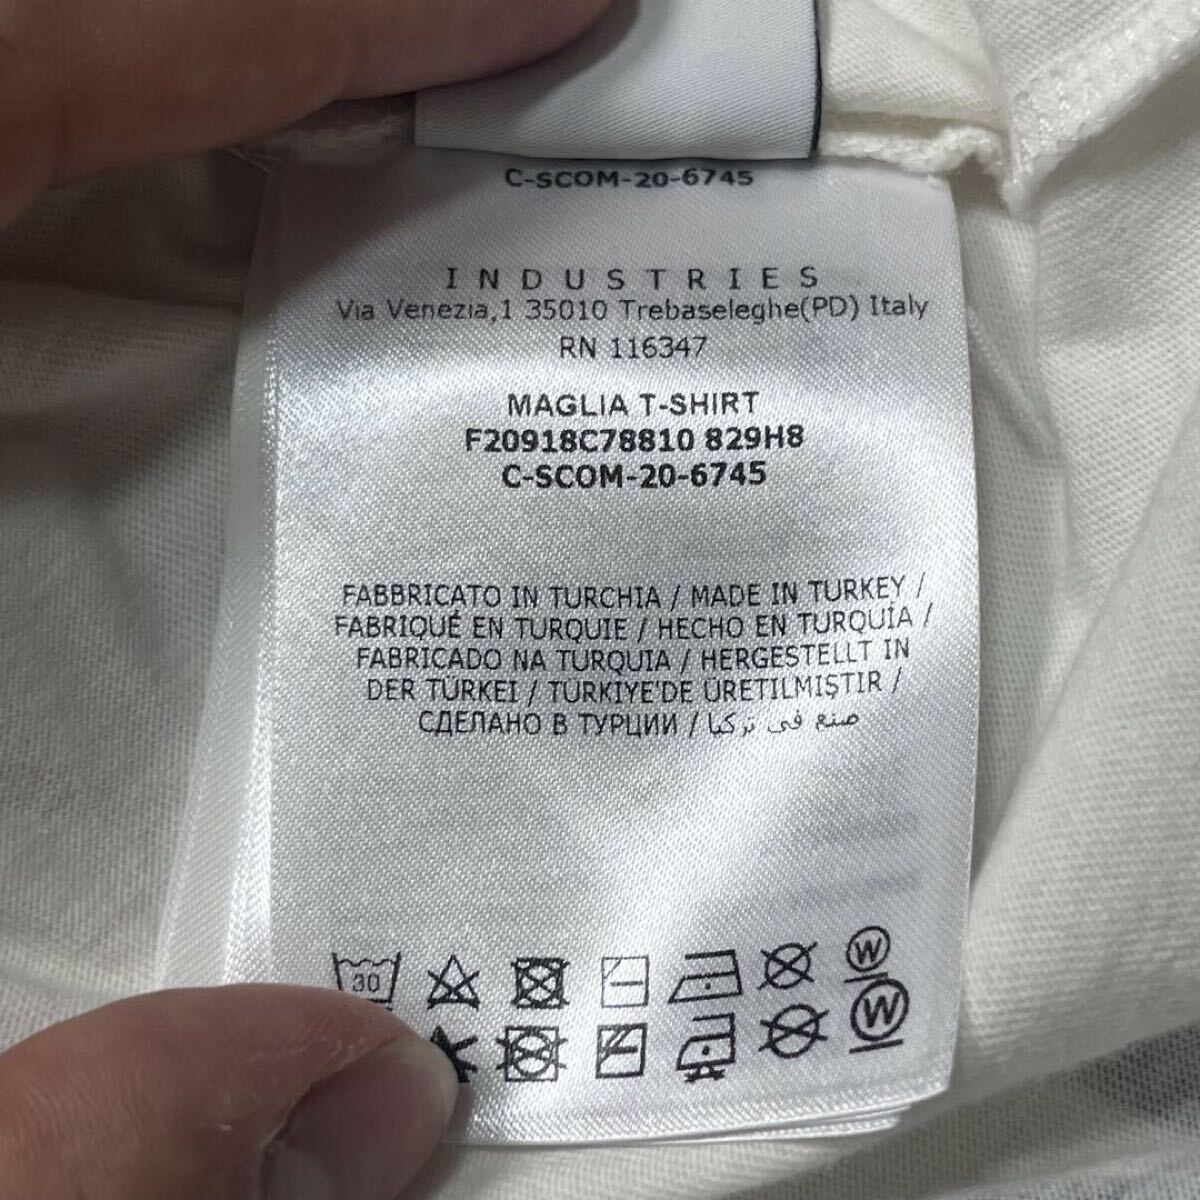 C-SCOM-20-6745
INDUSTRIES
Via Venezia,1 35010 Trebaseleghe(PD) Italy
RN 116347
MAGLIA T-SHIRT
F20918C78810 829H8
C-SCOM-20-6745
FABBRICATO IN TURCHIA / MADE IN TURKEY /
FABRIQUÉ EN TURQUIE / HECHO EN TURQUÍA /
FABRICADO NA TURQUIA / HERGESTELLT IN
DER TÜRKEI / TÜRKIYE'DE ÜRETILMIŞTIR /
СДЕЛАНО В ТУРЦИИ / صنع في تركيا
30
W
W